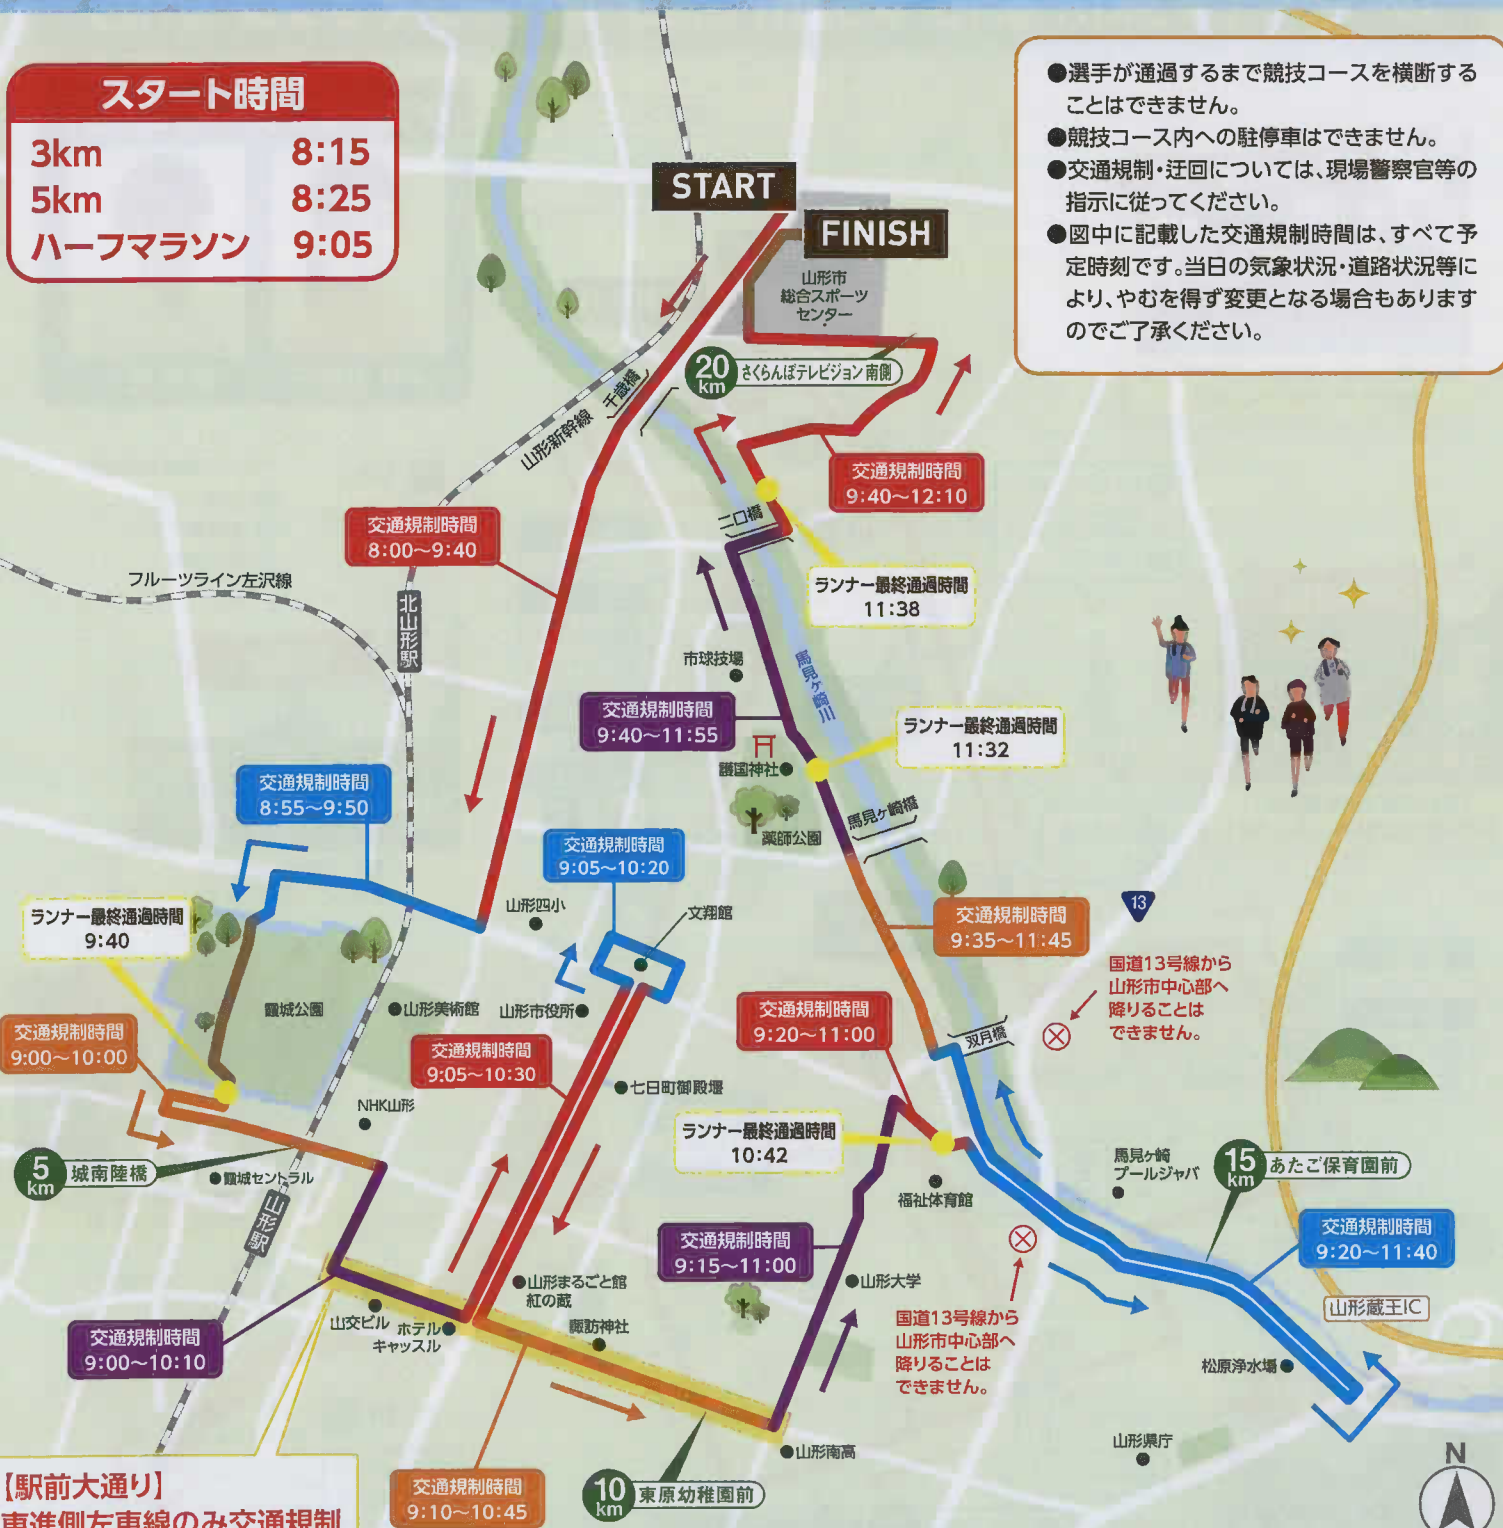 スタート時間
3km 8:15
5km 8:25
ハーフマラソン 9:05
●選手が通過するまで競技コースを横断する
ことはできません。
●競技コース内への駐停車はできません。
●交通規制・迂回については、現場警察官等の
指示に従ってください。
●図中に記載した交通規制時間は、すべて予
定時刻です。当日の気象状況・道路状況等に
より、やむを得ず変更となる場合もあります
のでご了承ください。
START
FINISH
山形市
総合スポーツ
センター
20
km
さくらんぼテレビジョン南側
千歳橋
山形新幹線
交通規制時間
9:40〜12:10
二口橋
交通規制時間
8:00〜9:40
フルーツライン左沢線
北山形駅
ランナー最終通過時間
11:38
市球技場
馬見ヶ崎川
交通規制時間
9:40〜11:55
ランナー最終通過時間
11:32
護国神社
薬師公園
馬見ヶ崎橋
交通規制時間
8:55〜9:50
交通規制時間
9:05〜10:20
ランナー最終通過時間
9:40
山形四小
文翔館
13
交通規制時間
9:35〜11:45
国道13号線から
山形市中心部へ
降りることは
できません。
霞城公園
山形美術館
山形市役所
交通規制時間
9:20〜11:00
双月橋
交通規制時間
9:00〜10:00
交通規制時間
9:05〜10:30
七日町御殿堰
NHK山形
ランナー最終通過時間
10:42
5
km
城南陸橋
霞城セントラル
山形駅
福祉体育館
馬見ヶ崎
プールジャバ
15
km
あたご保育園前
交通規制時間
9:15〜11:00
交通規制時間
9:20〜11:40
山形まるごと館
紅の蔵
山形大学
山形蔵王IC
山交ビル
ホテル
キャッスル
諏訪神社
国道13号線から
山形市中心部へ
降りることは
できません。
交通規制時間
9:00〜10:10
松原浄水場
山形南高
山形県庁
N
【駅前大通り】
東進側左車線のみ交通規制
交通規制時間
9:10〜10:45
10
km
東原幼稚園前